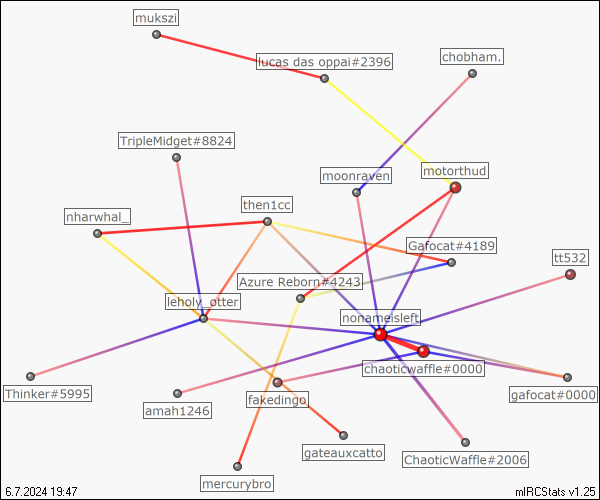 mukszi
lucas das oppai#2396
chobham.
TripleMidget#8824
moonraven
motorthud
then1cc
nharwhal_
Gafocat#4189
tt532
Azure Reborn#4243
leholy_otter
nonameisleft
chaoticwaffle#0000
Thinker#5995
gafocat#0000
fakedingo
amah1246
gateauxcatto
ChaoticWaffle#2006
mercurybro
6.7.2024 19:47
mIRCStats v1.25